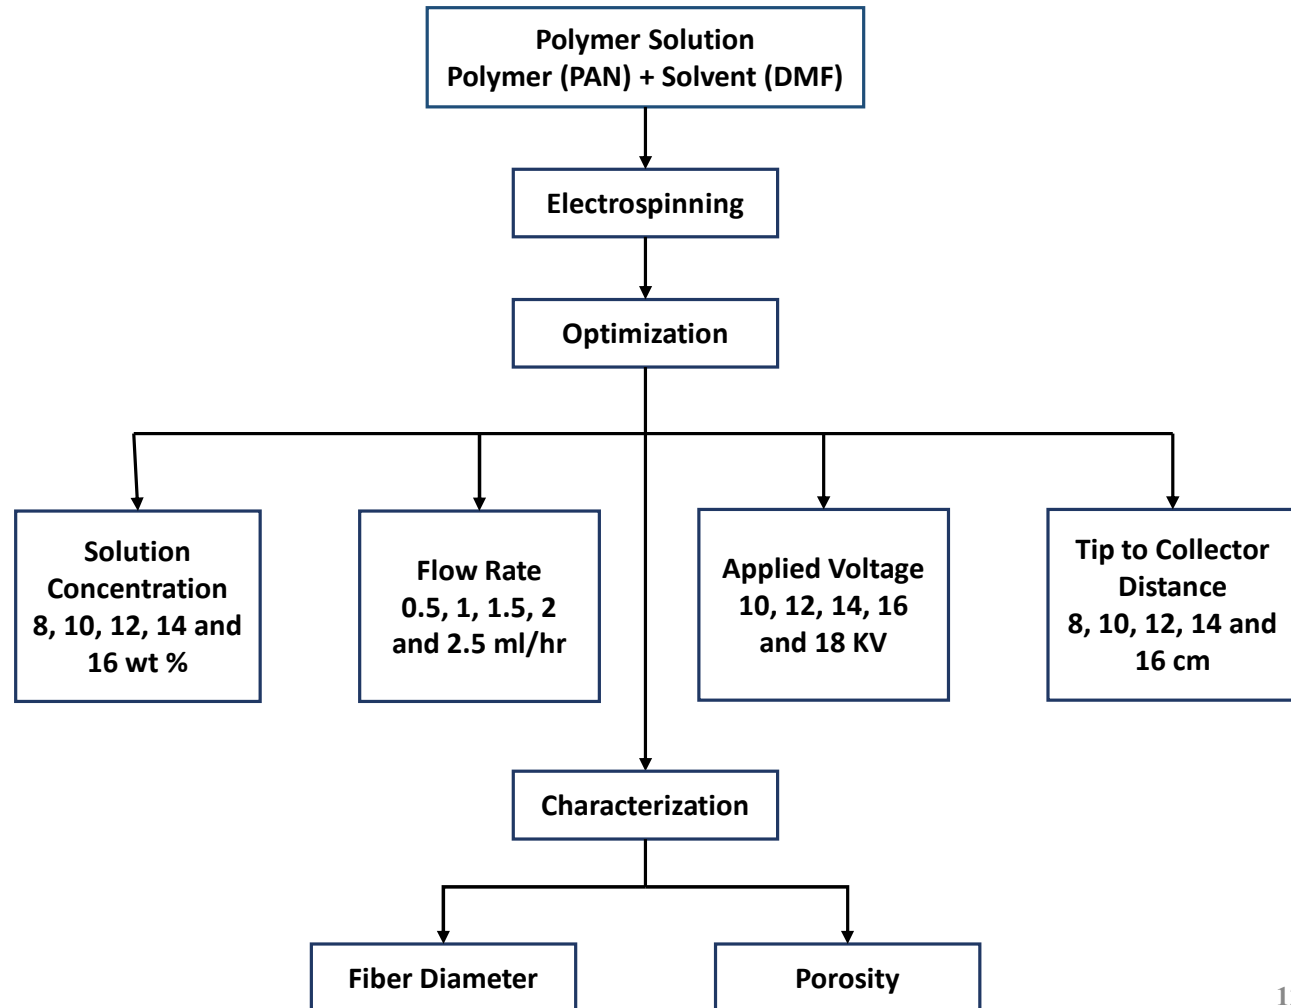 Polymer Solution
Polymer (PAN) + Solvent (DMF)
Electrospinning
Optimization
Solution
Concentration
8, 10, 12, 14 and
16 wt %
Flow Rate
0.5, 1, 1.5, 2
and 2.5 ml/hr
Applied Voltage
10, 12, 14, 16
and 18 KV
Tip to Collector
Distance
8, 10, 12, 14 and
16 cm
Characterization
Fiber Diameter
Porosity